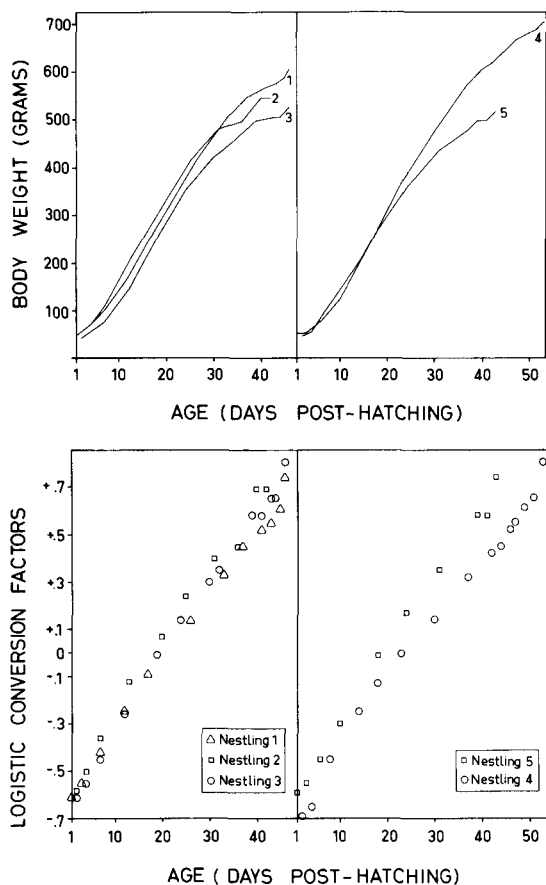 BODY WEIGHT (GRAMS)
700
600
500
400
300
200
100
1
2
3
4
5
1 10 20 30 40 1 10 20 30 40 50
AGE (DAYS POST-HATCHING)
LOGISTIC CONVERSION FACTORS
+.7
+.5
+.3
+.1
0
-.1
-.3
-.5
-.7
△ Nestling 1
□ Nestling 2
○ Nestling 3
□ Nestling 5
○ Nestling 4
1 10 20 30 40 1 10 20 30 40 50
AGE (DAYS POST-HATCHING)